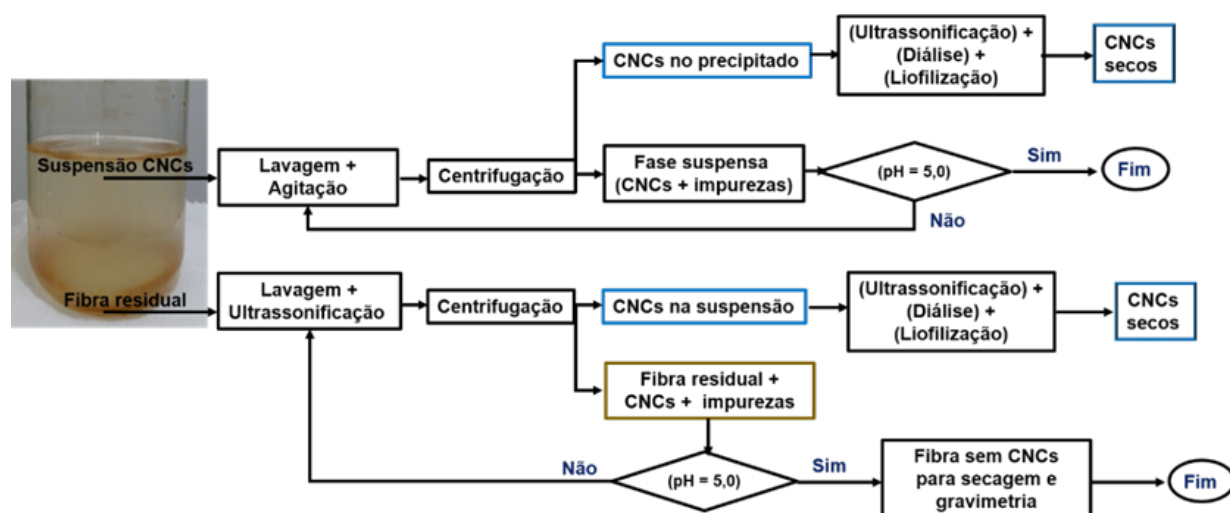 Suspensão CNCs
Fibra residual
Lavagem +
Agitação
Centrifugação
CNCs no precipitado
(Ultrassonificação) +
(Diálise) +
(Liofilização)
CNCs
secos
Fase suspensa
(CNCs + impurezas)
(pH = 5,0)
Sim
Fim
Não
Lavagem +
Ultrassonificação
Centrifugação
CNCs na suspensão
(Ultrassonificação) +
(Diálise) +
(Liofilização)
CNCs
secos
Fibra residual +
CNCs + impurezas
Não
(pH = 5,0)
Sim
Fibra sem CNCs
para secagem e
gravimetria
Fim